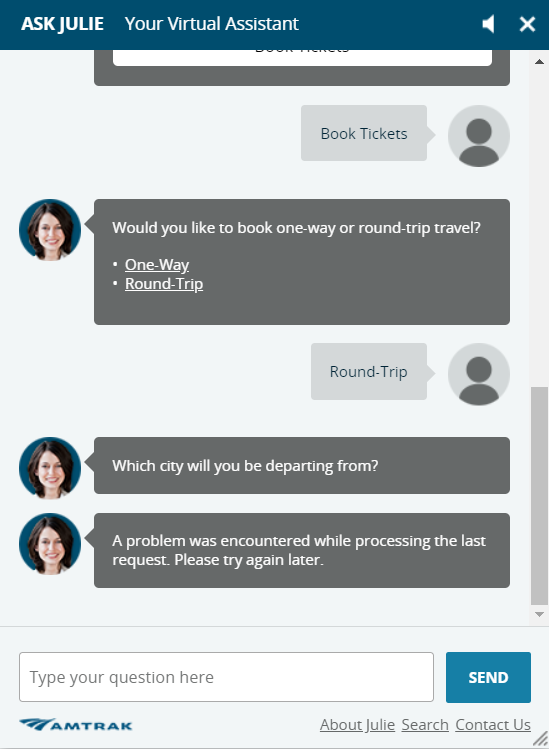 ASK JULIE Your Virtual Assistant
Book Tickets
Book Tickets
Would you like to book one-way or round-trip travel?
• One-Way
• Round-Trip
Round-Trip
Which city will you be departing from?
A problem was encountered while processing the last
request. Please try again later.
Type your question here
SEND
AMTRAK
About Julie Search Contact Us